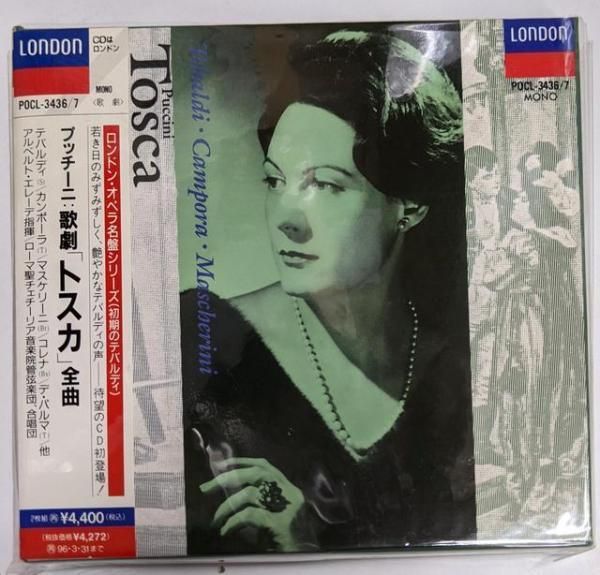 LONDON
POCL-3436/7
CDは
ロンドン
MONO
〈歌劇〉
プッチーニ:歌劇「トスカ」全曲
テバルディ(S)/カンポーラ(T)/マスケリーニ(Br)/コレナ(Bs)/デ・パルマ(T)/他
アルベルト・エレーデ指揮/ローマ聖チェチーリア音楽院管弦楽団、合唱団
ロンドン・オペラ名盤シリーズ(初期のテバルディ)
若き日のみずみずしく、艶やかなテバルディの声——待望のCD初登場!
2枚組 ¥4,400(税込)
(税抜価格¥4,272)
96・3・31まで
Puccini
Tosca
Tebaldi · Campora · Mascherini
LONDON
POCL-3436/7
MONO